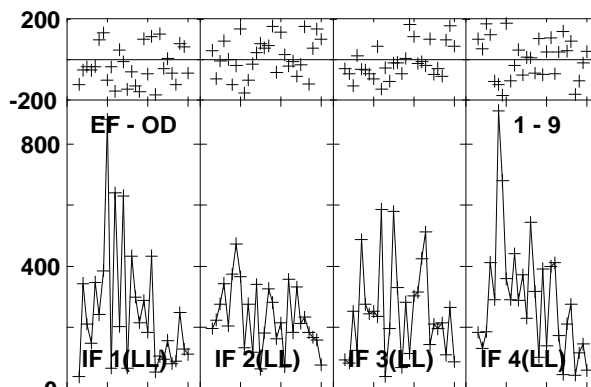 200
-200
EF - OD
1 - 9
800
400
IF 1(LL)
IF 2(LL)
IF 3(LL)
IF 4(LL)
0